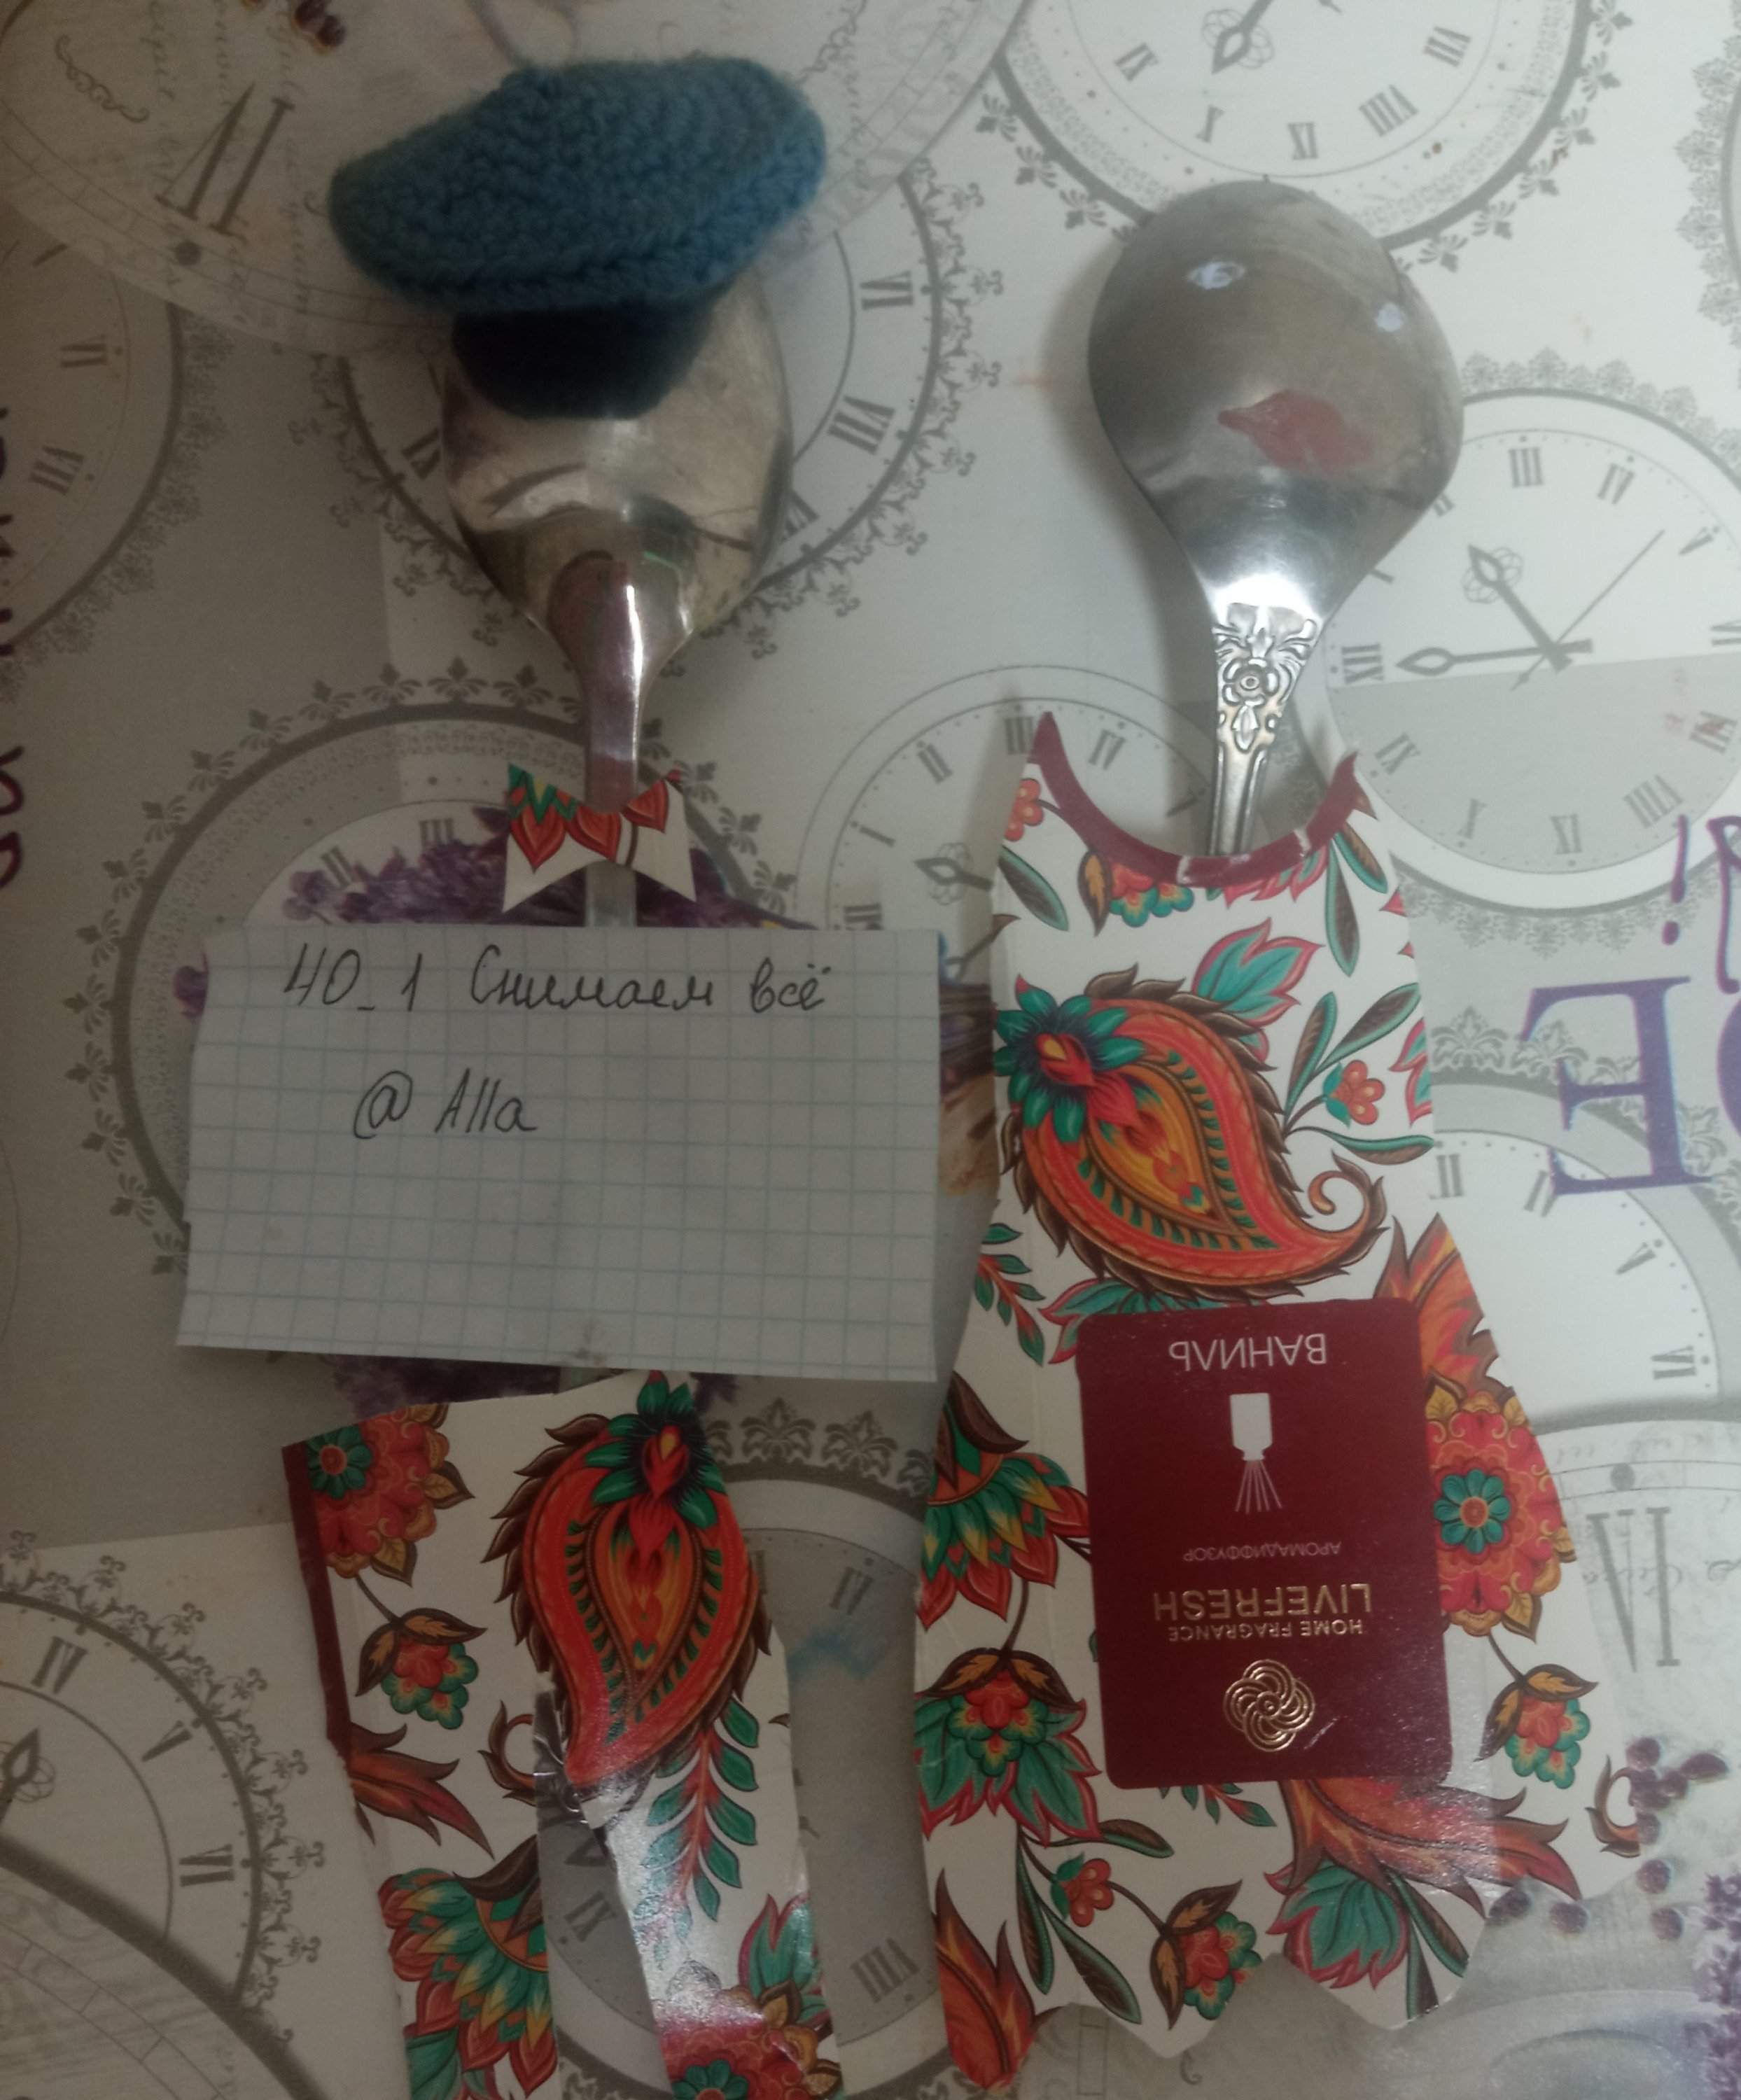 40_1 Снимаем всё
@ Alla
ВАНИЛЬ
АРОМАДИФФУЗОР
LIVEFRESH
HOME FRAGRANCE